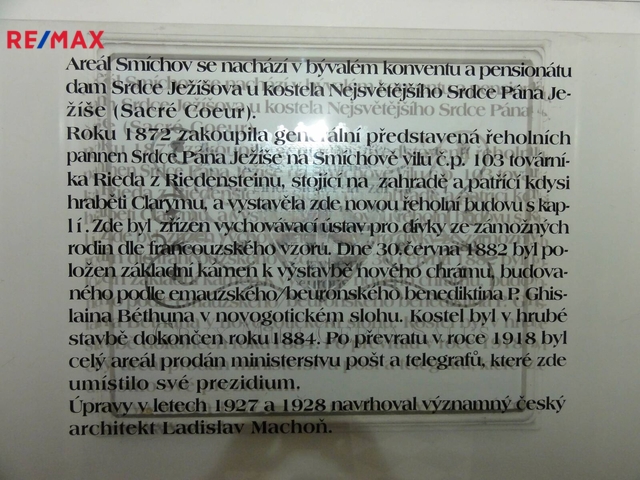 RE/MAX
Areál Smíchov se nachází v bývalém konventu a pensionátu
dam Srdce Ježíšova u kostela Nejsvětějšího Srdce Pána Je-
žíše (Sacré Coeur).
Roku 1872 zakoupila generální představená řeholních
pannen Srdce Pána Ježíše na Smíchově vilu č.p. 103 továrni-
ka Rieda z Riedensteinu, stojící na zahradě a patřící kdysi
hraběti Clarymu, a vystavěla zde novou řeholní budovu s kap-
lí. Zde byl zřízen vychovávací ústav pro dívky ze zámožných
rodin dle francouzského vzoru. Dne 30.června 1882 byl po-
ložen základní kámen k výstavbě nového chrámu, budova-
ného podle emauzského/beuronského benediktina P. Ghis-
laina Béthuna v novogotickém slohu. Kostel byl v hrubé
stavbě dokončen roku1884. Po převratu v roce 1918 byl
celý areál prodán ministerstvu pošt a telegrafů, které zde
umístilo své prezidium.
Úpravy v letech 1927 a 1928 navrhoval významný český
architekt Ladislav Machoň.